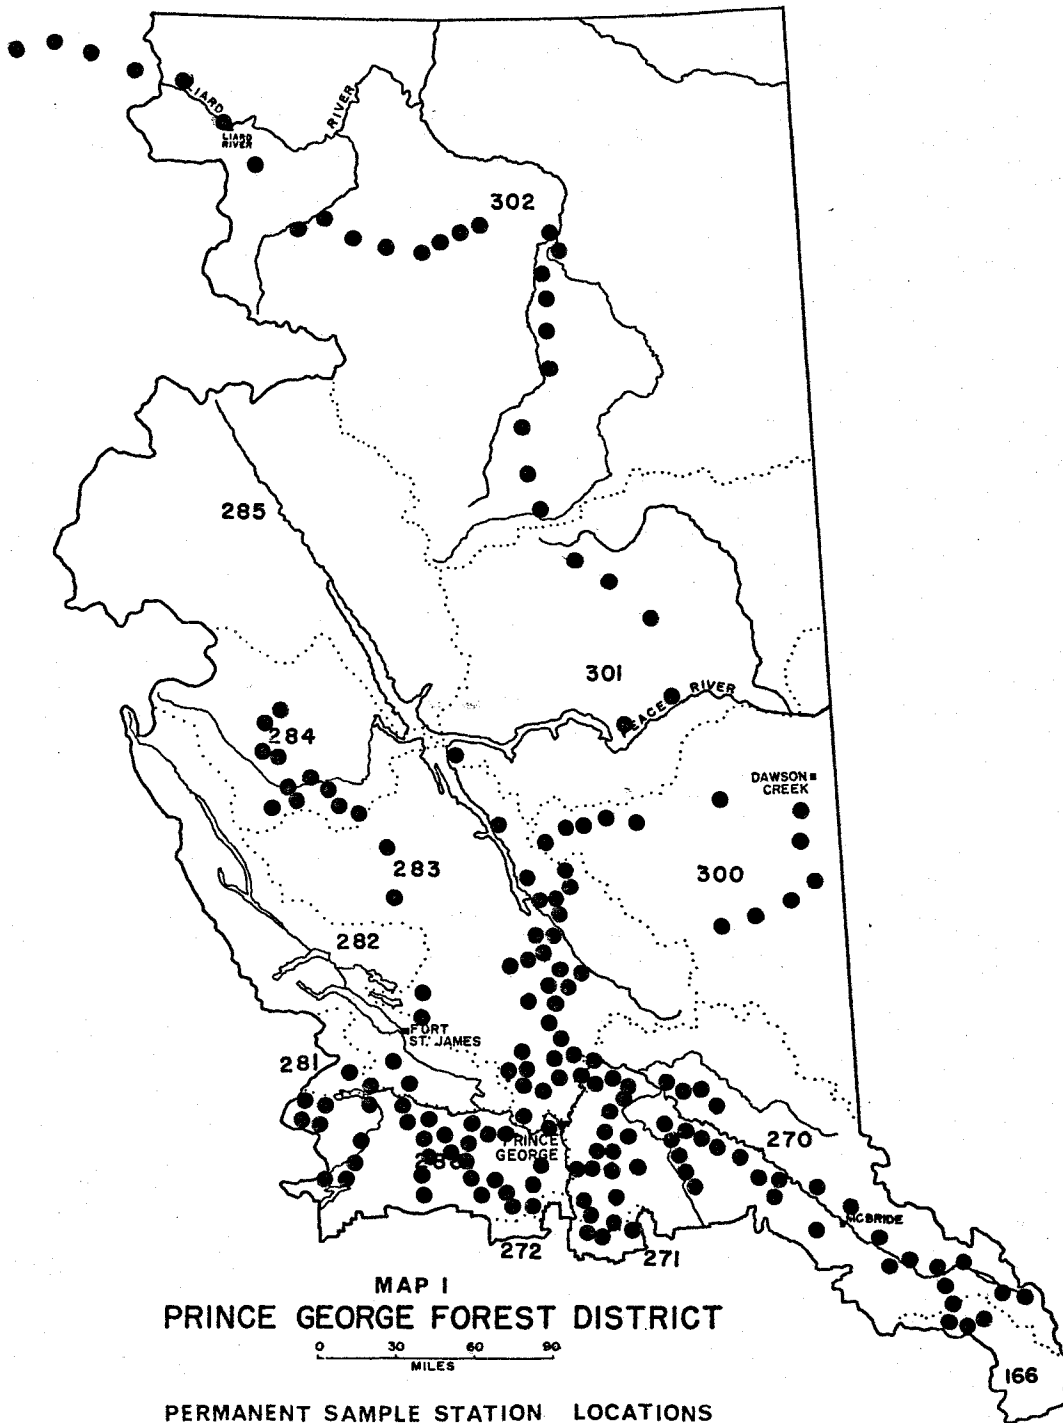 LIARD
RIVER
LIARD
RIVER
302
285
301
PEACE RIVER
284
DAWSON
CREEK
283
300
282
FORT
ST. JAMES
281
270
PRINCE
GEORGE
McBRIDE
272
271
MAP 1
PRINCE GEORGE FOREST DISTRICT
0 30 60 90
MILES
166
PERMANENT SAMPLE STATION LOCATIONS